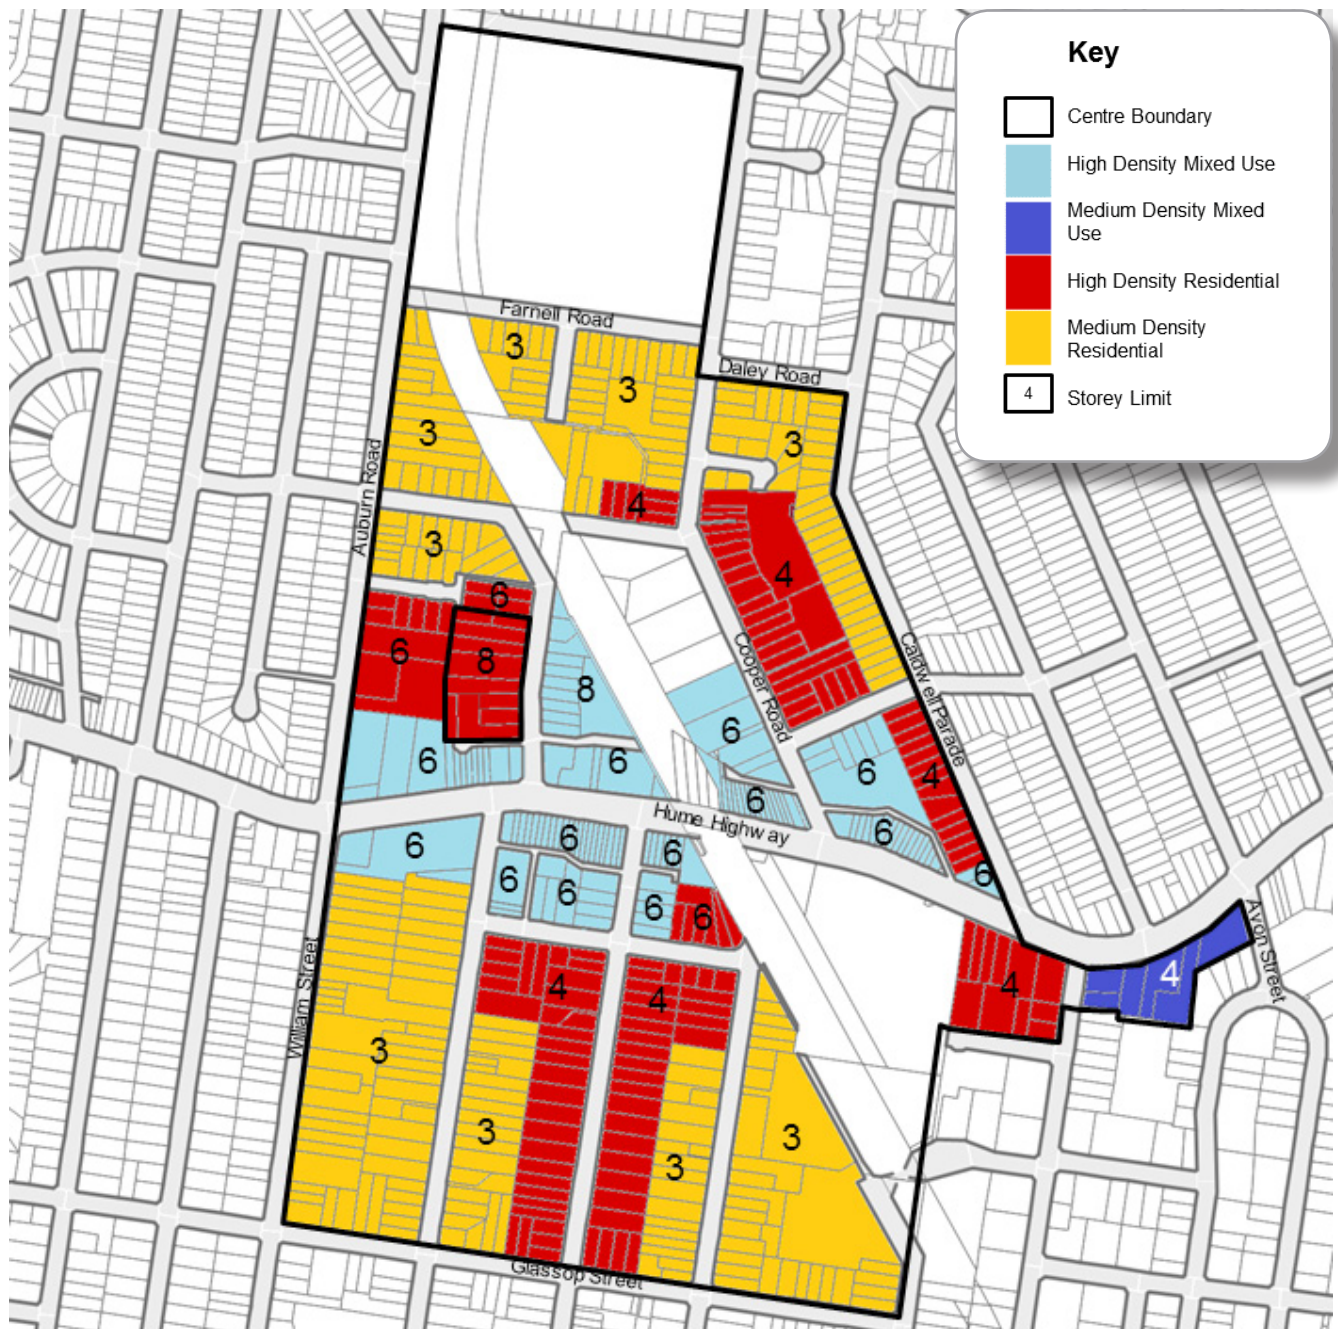 Key
Centre Boundary
High Density Mixed Use
Medium Density Mixed
Use
High Density Residential
Medium Density
Residential
4
Storey Limit
Farnell Road
3
Daley Road
3
3
3
Auburn Road
4
3
4
6
6
8
Cooper Road
Caldwell Parade
8
6
6
6
6
4
6
Hume Highway
6
6
6
6
6
6
6
6
6
Avon Street
William Street
4
4
4
4
3
3
3
3
Glassop Street